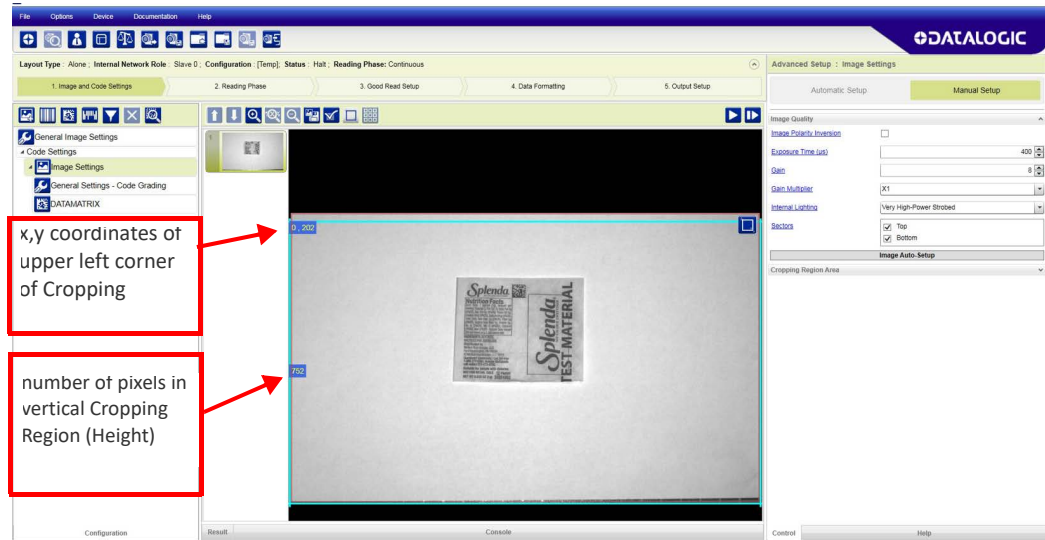 File Options Device Documentation Help
DATALOGIC
Layout Type : Alone ; Internal Network Role : Slave 0 ; Configuration : [Temp]; Status : Halt ; Reading Phase: Continuous
Advanced Setup : Image Settings
1. Image and Code Settings
2. Reading Phase
3. Good Read Setup
4. Data Formatting
5. Output Setup
Automatic Setup
Manual Setup
General Image Settings
Code Settings
Image Settings
General Settings - Code Grading
DATAMATRIX
x,y coordinates of
upper left corner
of Cropping
number of pixels in
vertical Cropping
Region (Height)
0 , 202
752
Splenda
Nutrition Facts
Splenda
TEST MATERIAL
Image Quality
Image Polarity Inversion
Exposure Time (us) 400
Gain 8
Gain Multiplier X1
Internal Lighting Very High-Power Strobed
Sectors Top
Bottom
Image Auto-Setup
Cropping Region Area
Configuration
Result
Console
Control
Help